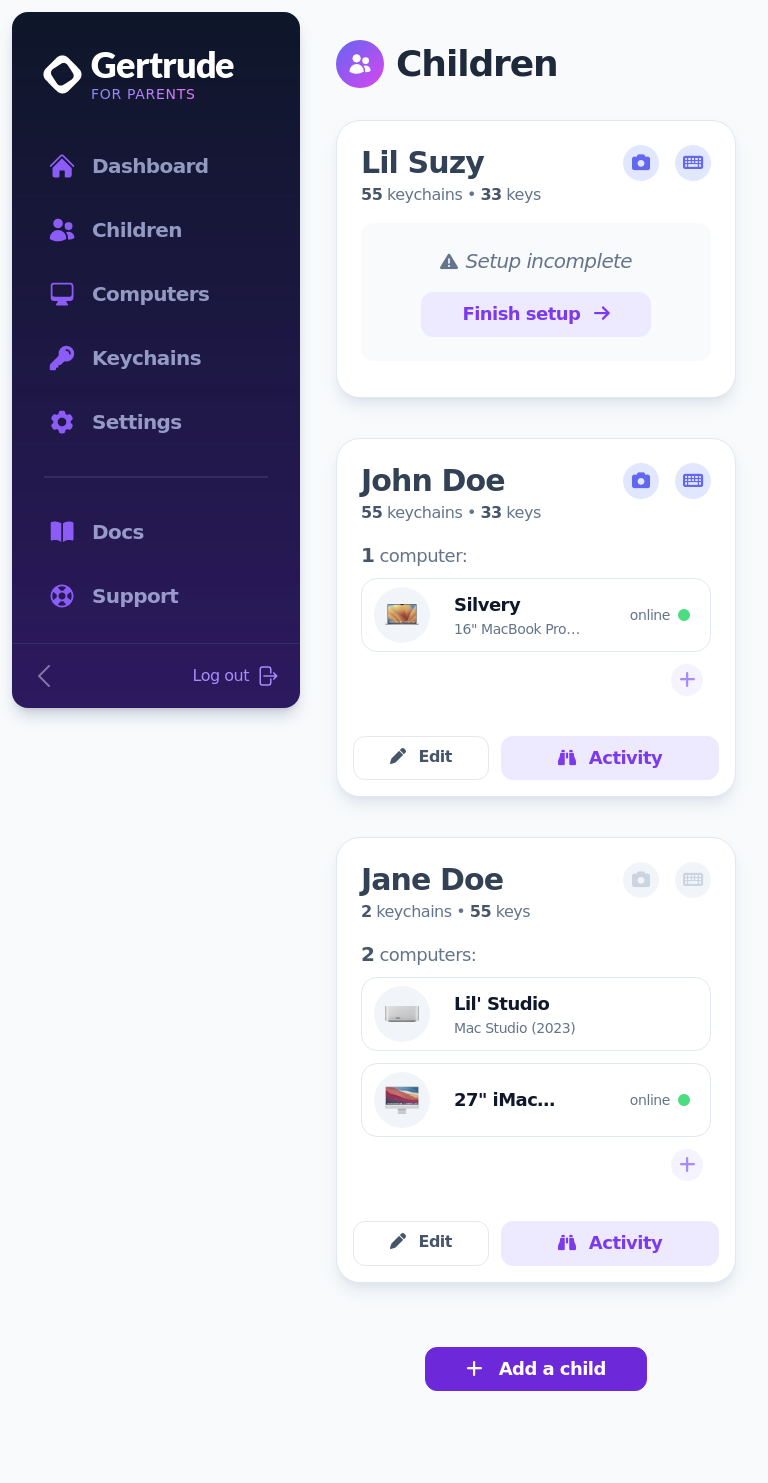 Gertrude
FOR PARENTS
Dashboard
Children
Computers
Keychains
Settings
Docs
Support
Log out
Children
Lil Suzy
55 keychains • 33 keys
Setup incomplete
Finish setup
John Doe
55 keychains • 33 keys
1 computer:
Silvery
16" MacBook Pro...
online
Edit
Activity
Jane Doe
2 keychains • 55 keys
2 computers:
Lil' Studio
Mac Studio (2023)
27" iMac...
online
Edit
Activity
Add a child